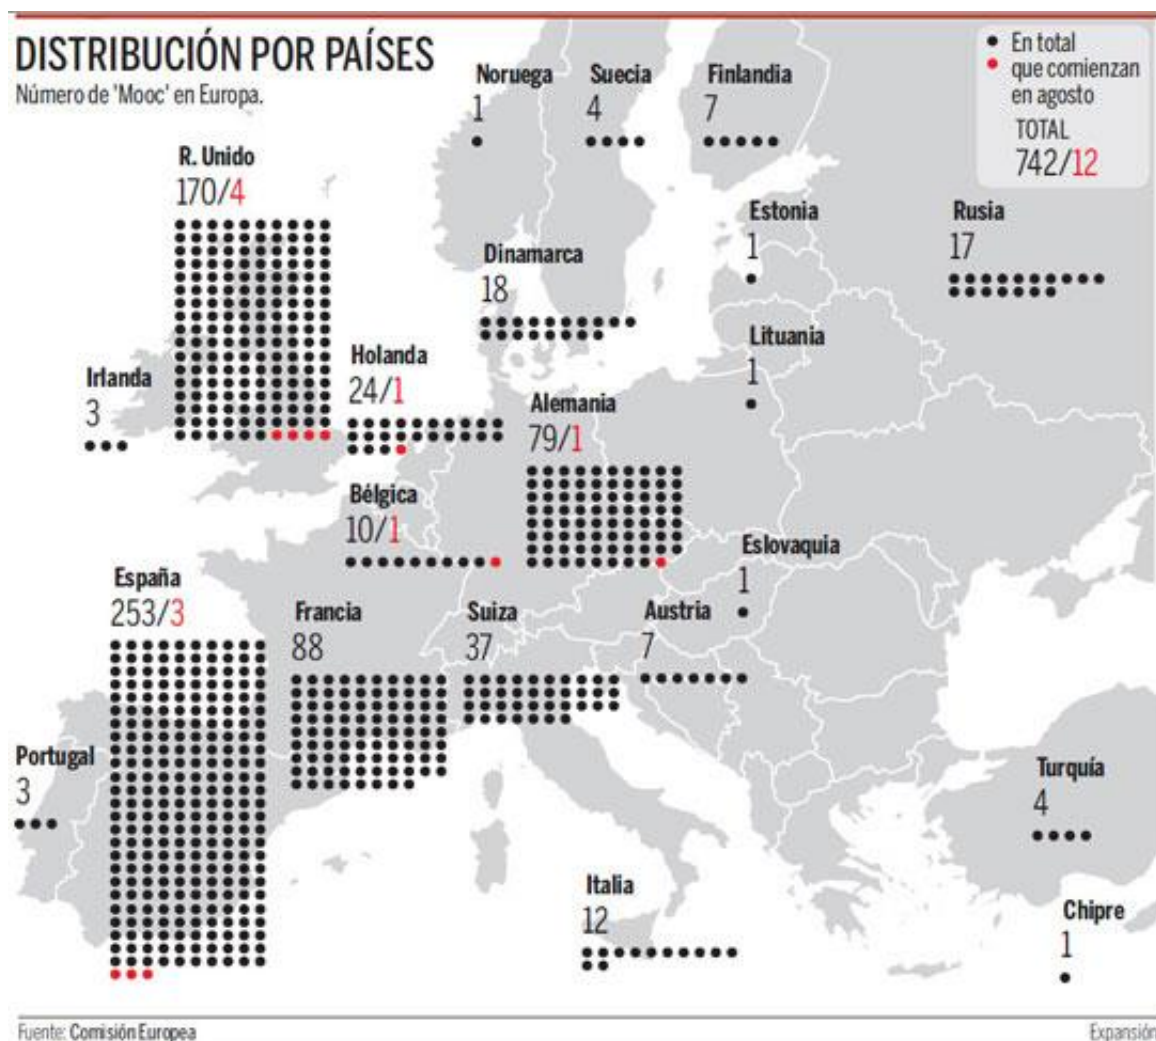 DISTRIBUCIÓN POR PAÍSES
Número de 'Mooc' en Europa.
En total
que comienzan
en agosto
TOTAL
742/12
Noruega
1
Suecia
4
Finlandia
7
R. Unido
170/4
Estonia
1
Rusia
17
Dinamarca
18
Lituania
1
Holanda
24/1
Irlanda
3
Alemania
79/1
Bélgica
10/1
Eslovaquia
1
España
253/3
Francia
88
Suiza
37
Austria
7
Portugal
3
Turquía
4
Italia
12
Chipre
1
Fuente: Comisión Europea
Expansión